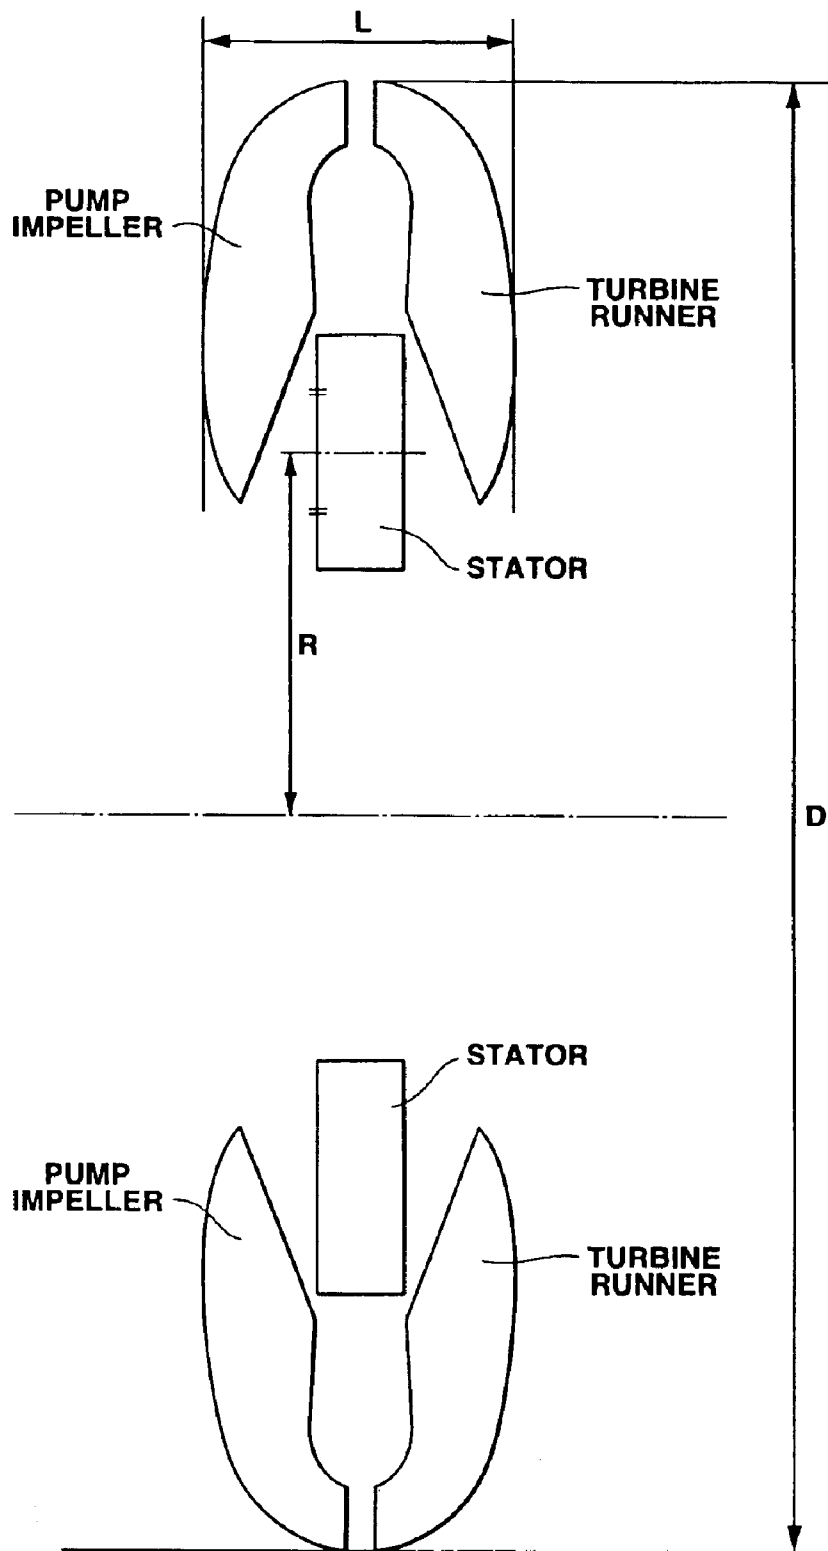 L
PUMP
IMPELLER
TURBINE
RUNNER
STATOR
R
D
STATOR
PUMP
IMPELLER
TURBINE
RUNNER